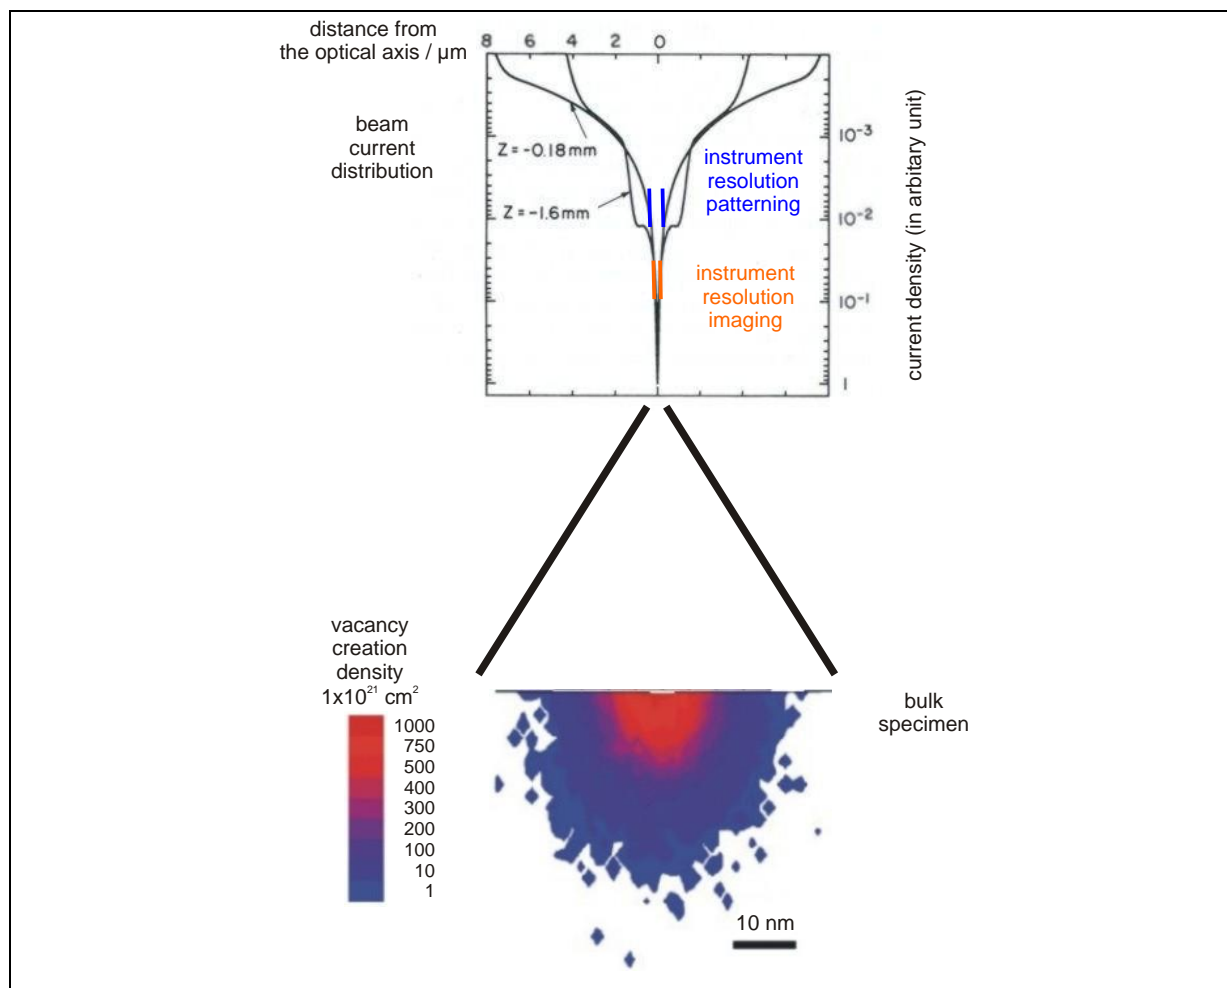 distance from
the optical axis / µm
8 6 4 2 0
beam
current
distribution
Z = -0.18 mm
Z = -1.6 mm
instrument
resolution
patterning
instrument
resolution
imaging
10⁻³
10⁻²
10⁻¹
1
current density (in arbitary unit)
vacancy
creation
density
1x10²¹ cm²
1000
750
500
400
300
200
100
10
1
bulk
specimen
10 nm